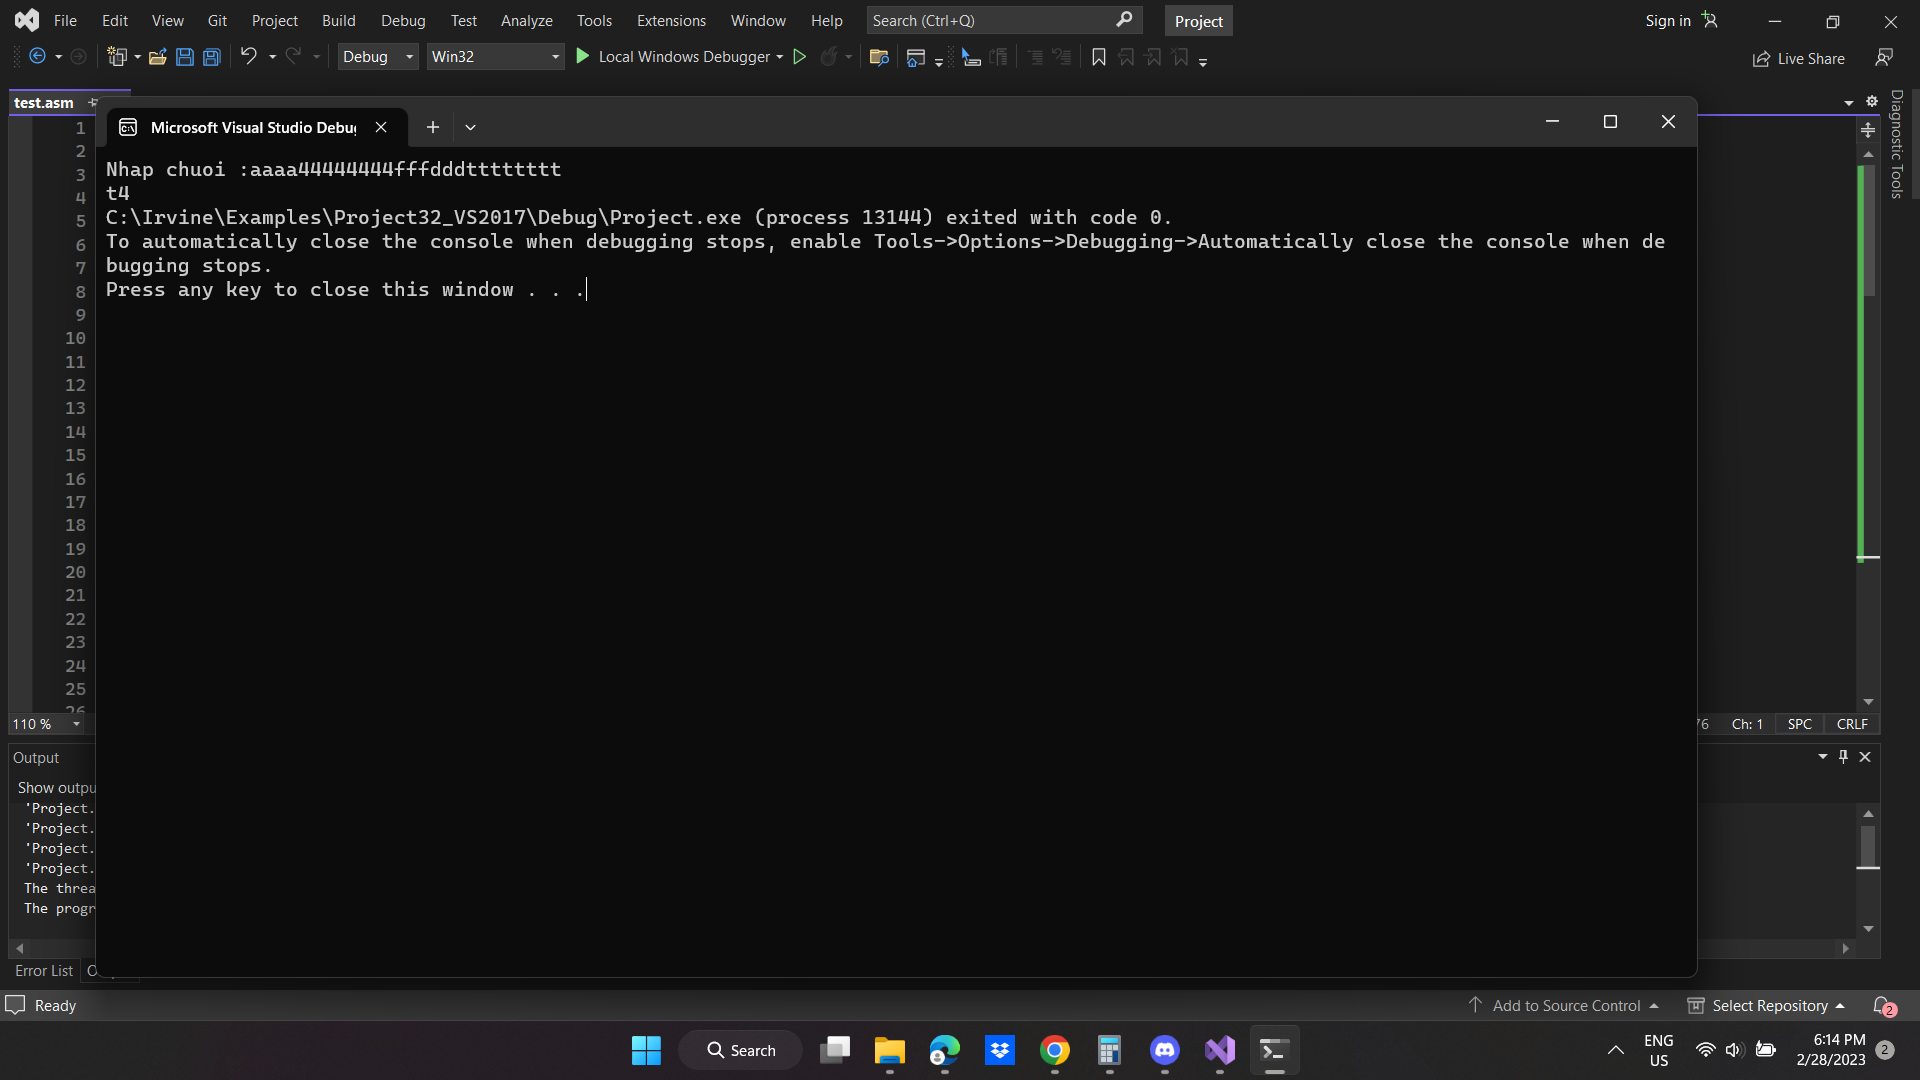 File Edit View Git Project Build Debug Test Analyze Tools Extensions Window Help Search (Ctrl+Q) Project Sign in
Debug Win32 Local Windows Debugger Live Share
test.asm
Diagnostic Tools
Microsoft Visual Studio Debug
Nhap chuoi :aaaa44444444fffdddtttttttt
t4
C:\Irvine\Examples\Project32_VS2017\Debug\Project.exe (process 13144) exited with code 0.
To automatically close the console when debugging stops, enable Tools->Options->Debugging->Automatically close the console when de
bugging stops.
Press any key to close this window . . .
1
2
3
4
5
6
7
8
9
10
11
12
13
14
15
16
17
18
19
20
21
22
23
24
25
26
110 % 76 Ch: 1 SPC CRLF
Output
Show outpu
'Project.
'Project.
'Project.
'Project.
The threa
The progr
Error List
Ready Add to Source Control Select Repository 2
Search ENG 6:14 PM
US 2/28/2023 2